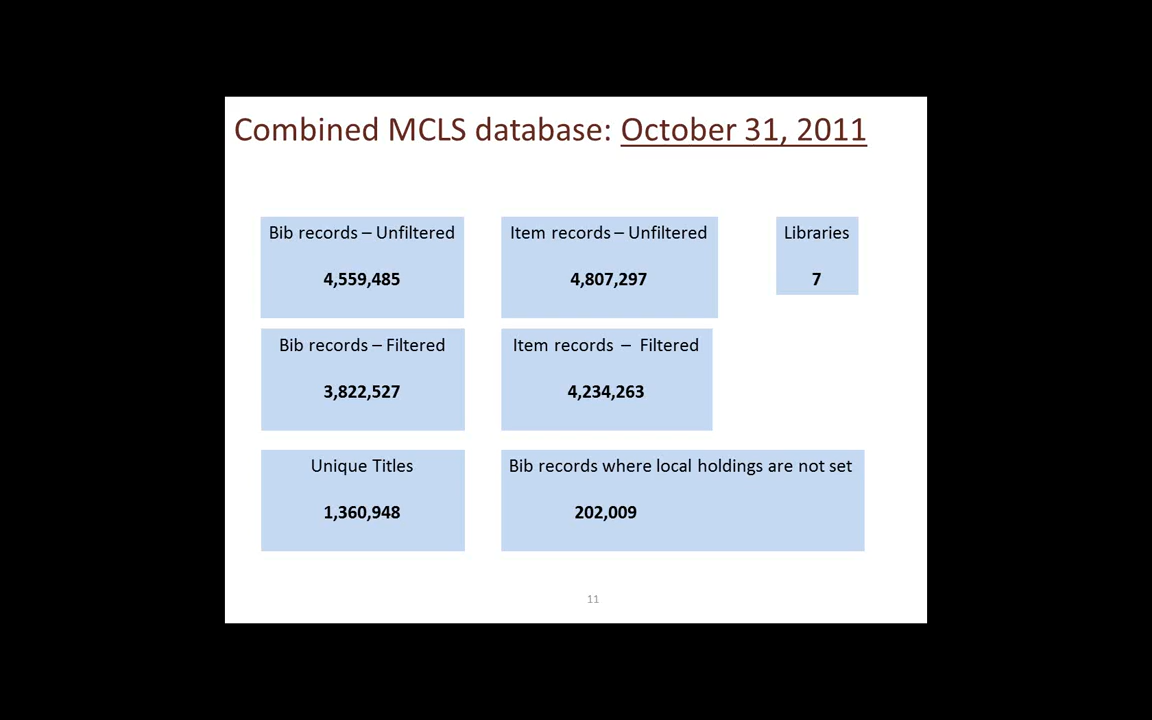 Combined MCLS database: October 31, 2011
Bib records – Unfiltered
4,559,485
Item records – Unfiltered
4,807,297
Libraries
7
Bib records – Filtered
3,822,527
Item records – Filtered
4,234,263
Unique Titles
1,360,948
Bib records where local holdings are not set
202,009
11